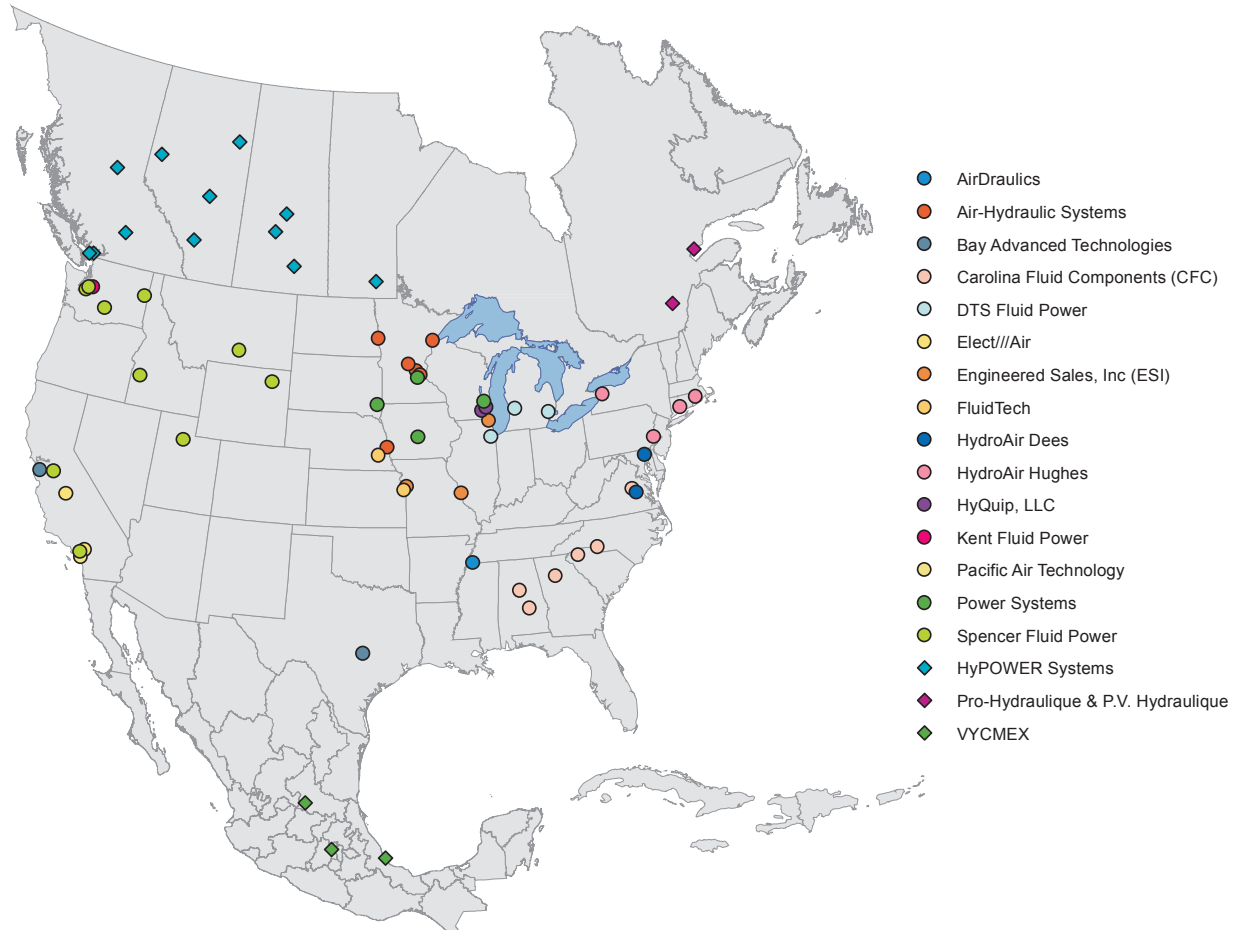 AirDraulics
Air-Hydraulic Systems
Bay Advanced Technologies
Carolina Fluid Components (CFC)
DTS Fluid Power
Elect///Air
Engineered Sales, Inc (ESI)
FluidTech
HydroAir Dees
HydroAir Hughes
HyQuip, LLC
Kent Fluid Power
Pacific Air Technology
Power Systems
Spencer Fluid Power
HyPOWER Systems
Pro-Hydraulique & P.V. Hydraulique
VYCMEX